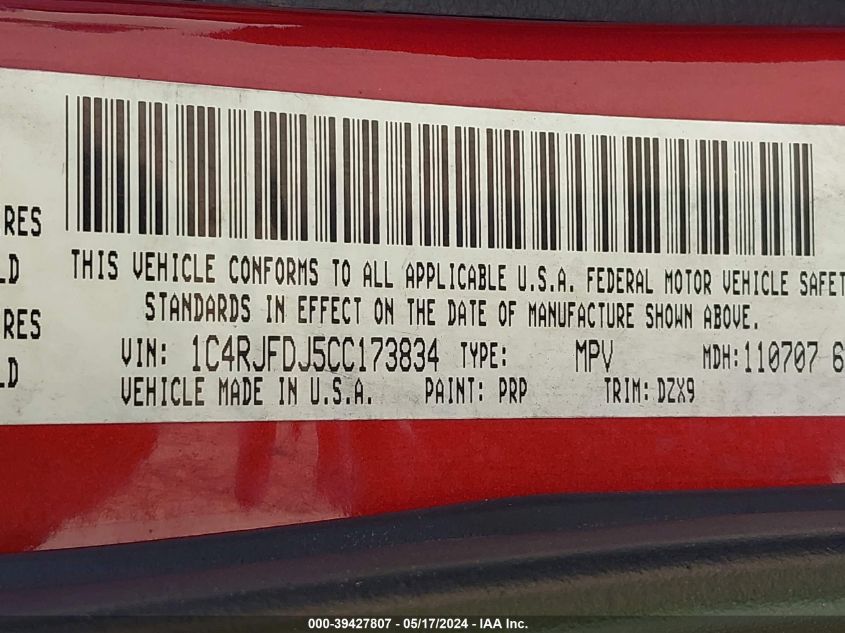 RES
LD
RES
LD
THIS VEHICLE CONFORMS TO ALL APPLICABLE U.S.A. FEDERAL MOTOR VEHICLE SAFET
STANDARDS IN EFFECT ON THE DATE OF MANUFACTURE SHOWN ABOVE.
VIN: 1C4RJFDJ5CC173834 TYPE: MPV MDH:110707 6
VEHICLE MADE IN U.S.A. PAINT: PRP TRIM: DZX9
000-39427807 - 05/17/2024 - IAA Inc.